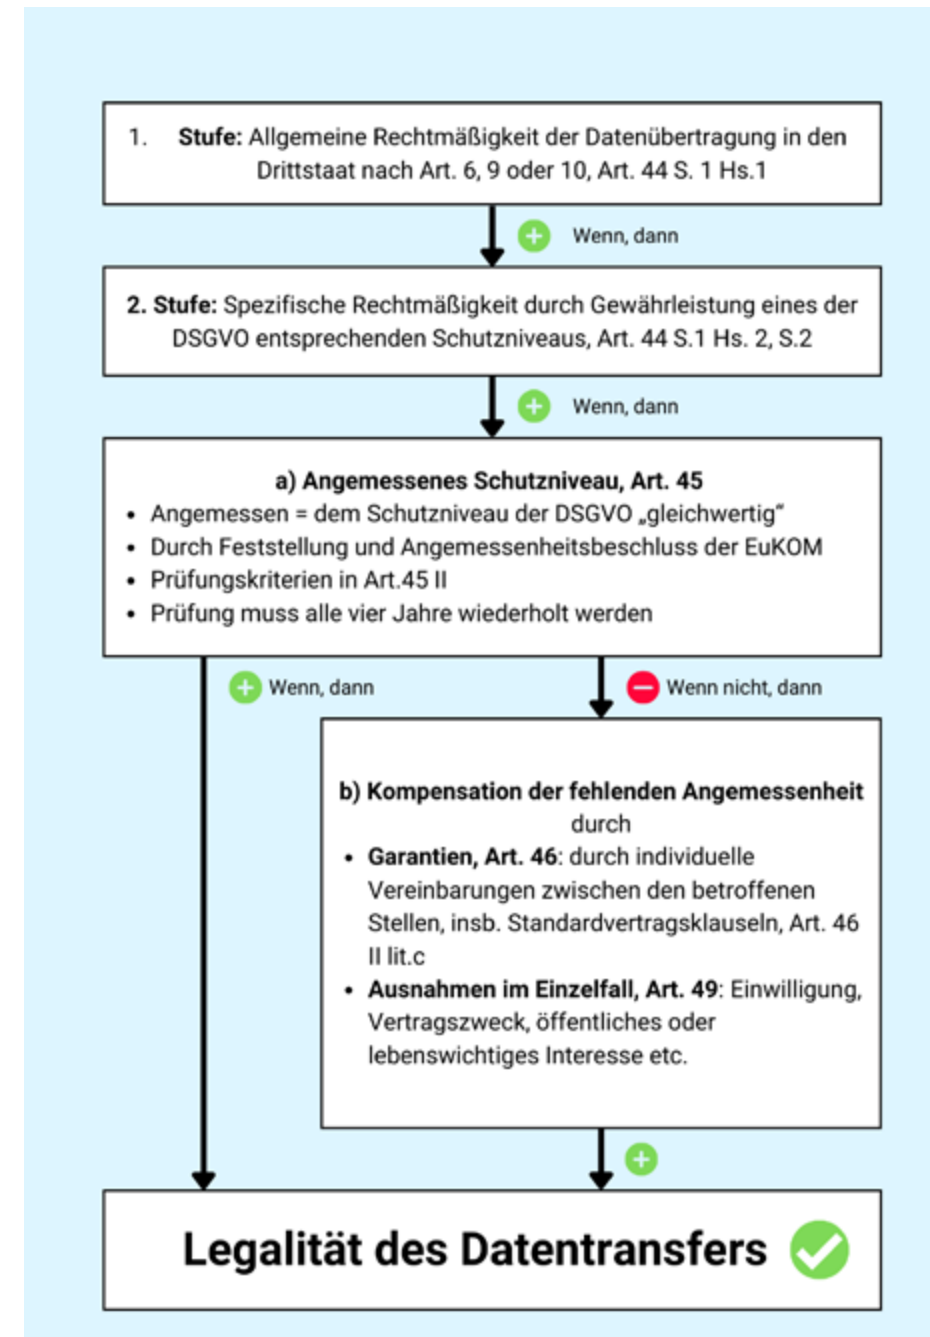 1. Stufe: Allgemeine Rechtmäßigkeit der Datenübertragung in den
Drittstaat nach Art. 6, 9 oder 10, Art. 44 S. 1 Hs.1
Wenn, dann
2. Stufe: Spezifische Rechtmäßigkeit durch Gewährleistung eines der
DSGVO entsprechenden Schutzniveaus, Art. 44 S.1 Hs. 2, S.2
Wenn, dann
a) Angemessenes Schutzniveau, Art. 45
• Angemessen = dem Schutzniveau der DSGVO „gleichwertig“
• Durch Feststellung und Angemessenheitsbeschluss der EuKOM
• Prüfungskriterien in Art.45 II
• Prüfung muss alle vier Jahre wiederholt werden
Wenn, dann
Wenn nicht, dann
b) Kompensation der fehlenden Angemessenheit
durch
• Garantien, Art. 46: durch individuelle
Vereinbarungen zwischen den betroffenen
Stellen, insb. Standardvertragsklauseln, Art. 46
II lit.c
• Ausnahmen im Einzelfall, Art. 49: Einwilligung,
Vertragszweck, öffentliches oder
lebenswichtiges Interesse etc.
Legalität des Datentransfers